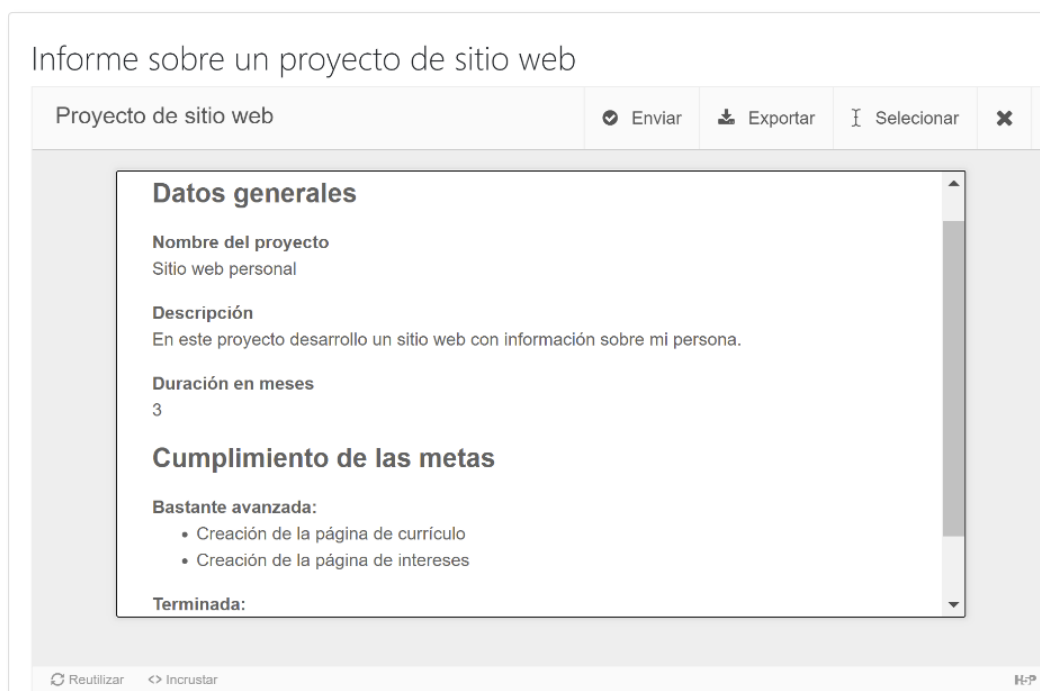 Informe sobre un proyecto de sitio web
Proyecto de sitio web
Enviar
Exportar
Selecionar
Datos generales
Nombre del proyecto
Sitio web personal
Descripción
En este proyecto desarrollo un sitio web con información sobre mi persona.
Duración en meses
3
Cumplimiento de las metas
Bastante avanzada:
• Creación de la página de currículo
• Creación de la página de intereses
Terminada:
Reutilizar
<> Incrustar
H5P